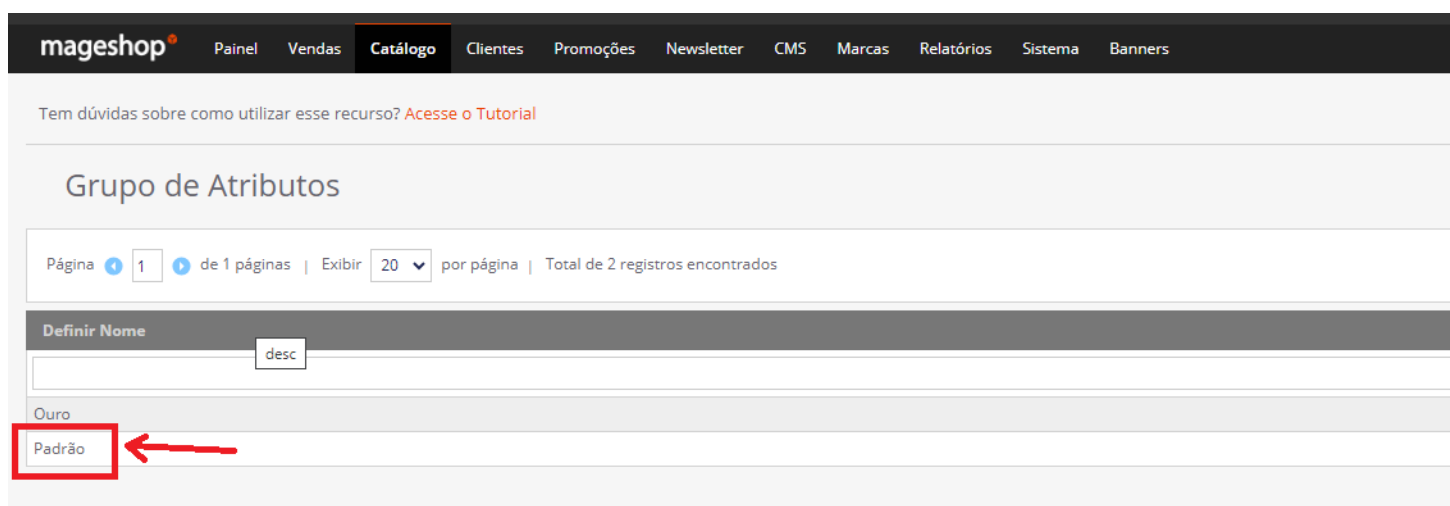 mageshop Painel Vendas Catálogo Clientes Promoções Newsletter CMS Marcas Relatórios Sistema Banners
Tem dúvidas sobre como utilizar esse recurso? Acesse o Tutorial
Grupo de Atributos
Página 1 de 1 páginas | Exibir 20 por página | Total de 2 registros encontrados
Definir Nome
desc
Ouro
Padrão